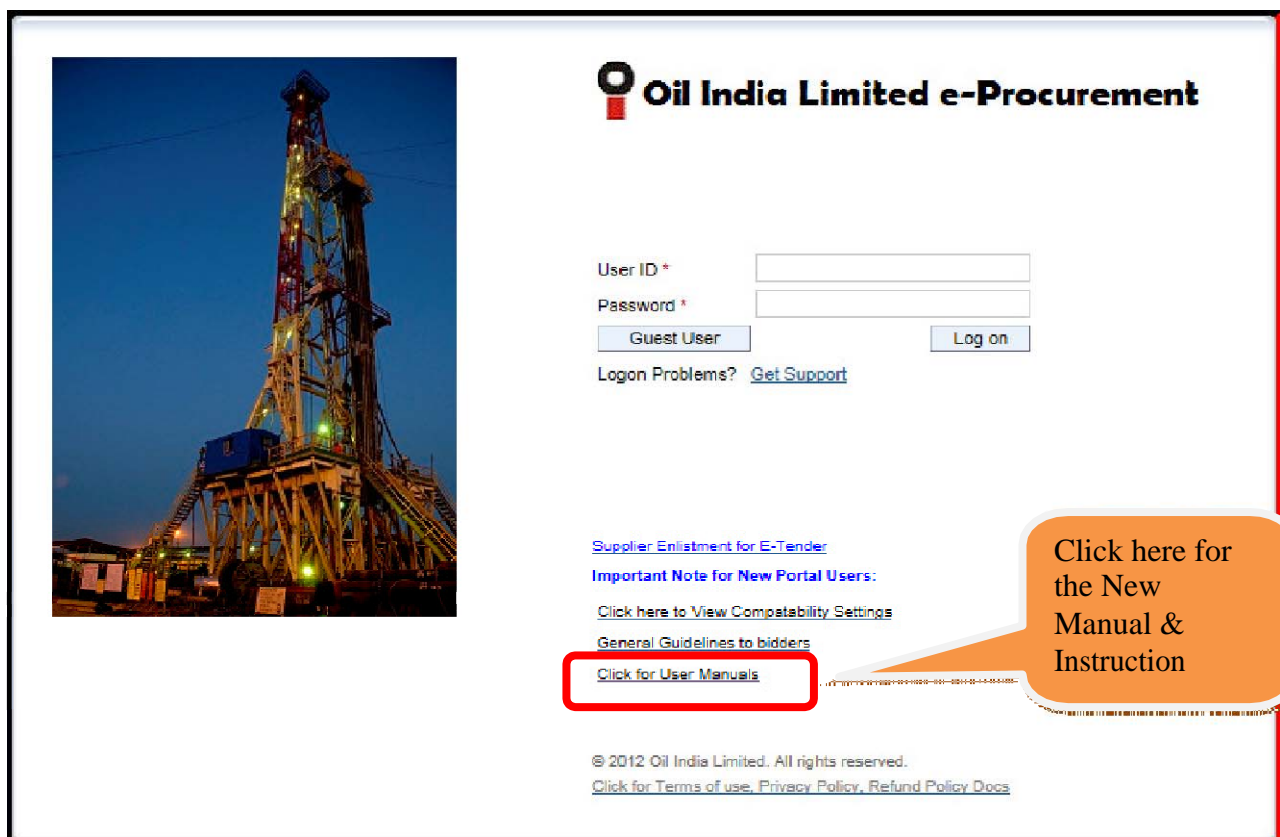 Oil India Limited e-Procurement
User ID *
Password *
Guest User
Log on
Logon Problems? Get Support
Supplier Enlistment for E-Tender
Important Note for New Portal Users:
Click here to View Compatability Settings
General Guidelines to bidders
Click for User Manuals
Click here for
the New
Manual &
Instruction
© 2012 Oil India Limited. All rights reserved.
Click for Terms of use, Privacy Policy, Refund Policy Docs